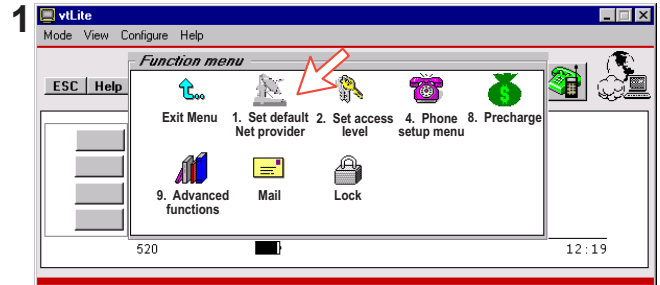 1
vtLite
Mode View Configure Help
Function menu
ESC Help
Exit Menu
1. Set default
Net provider
2. Set access
level
4. Phone
setup menu
8. Precharge
9. Advanced
functions
Mail
Lock
520
12:19